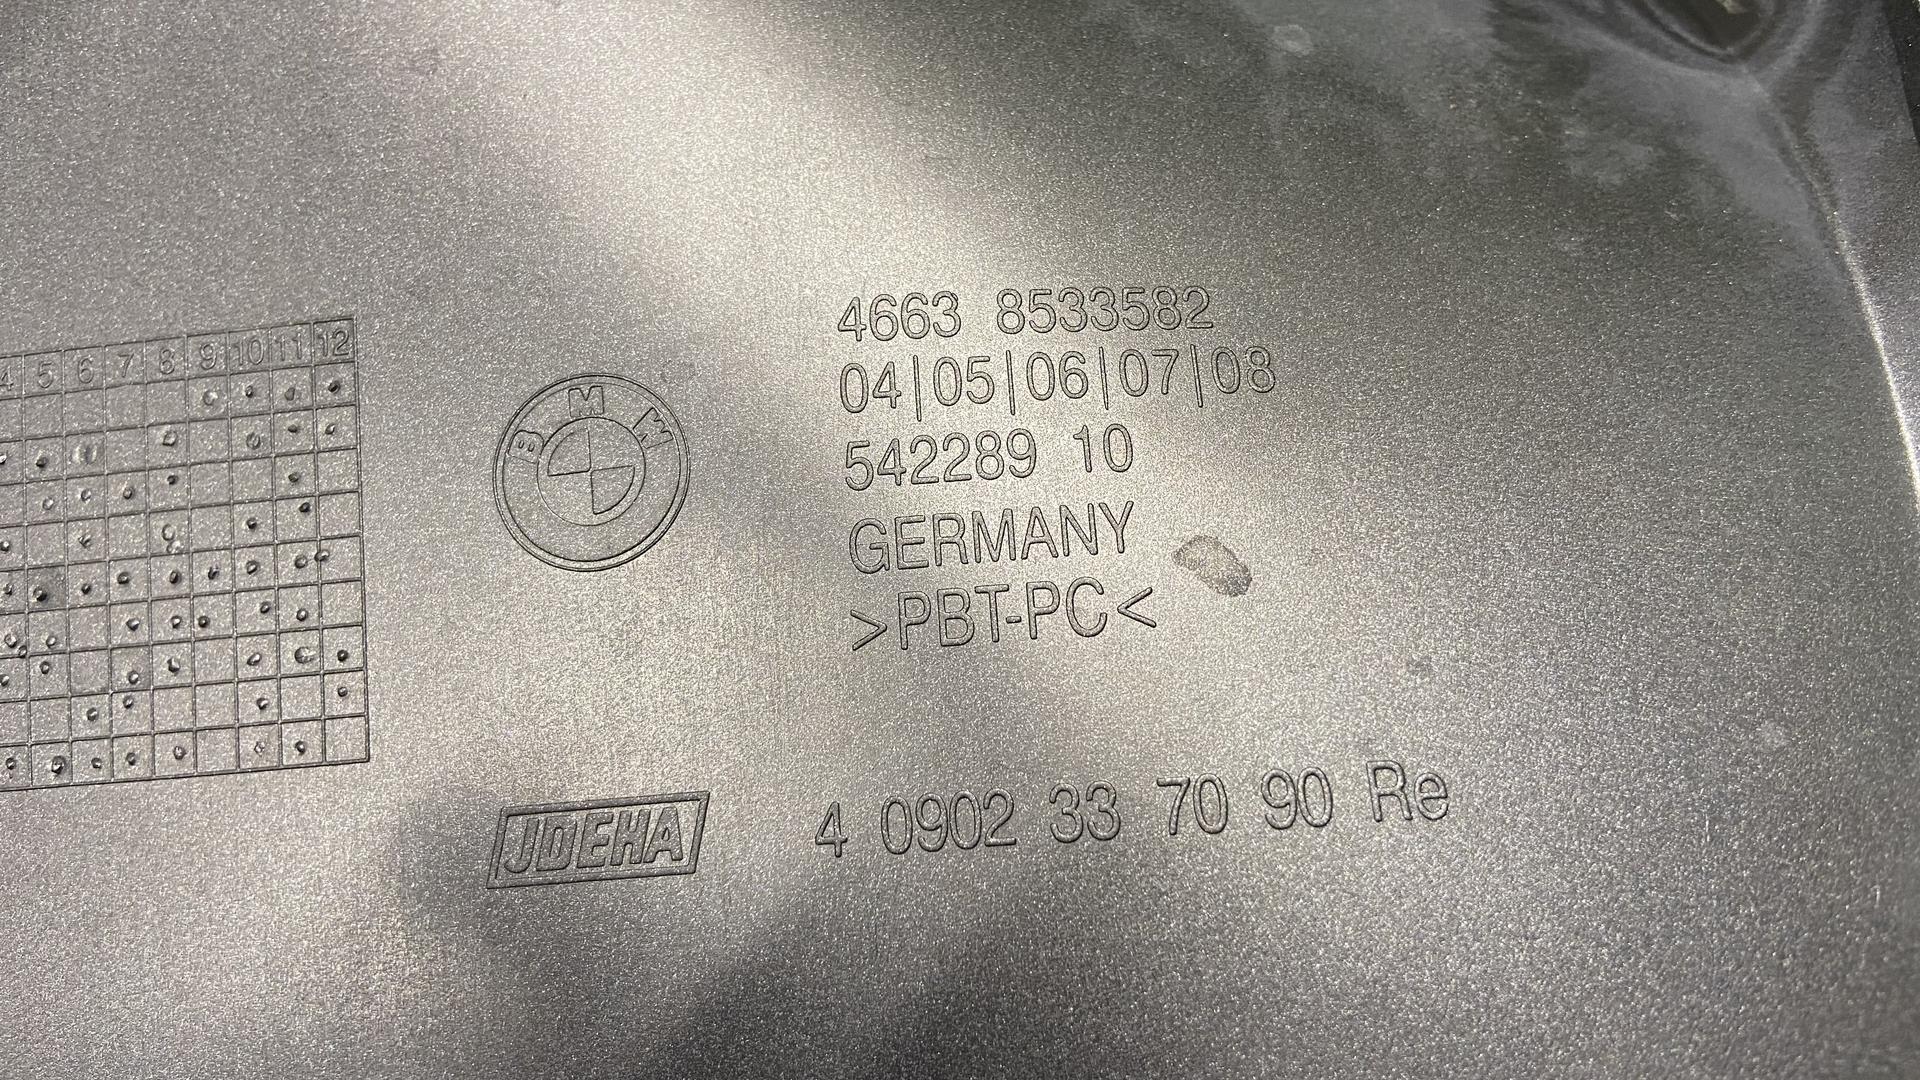 4 5 6 7 8 9 10 11 12
BMW
4663 8533582
04|05|06|07|08
542289 10
GERMANY
>PBT-PC<
JDEHA
4 0902 33 70 90 Re